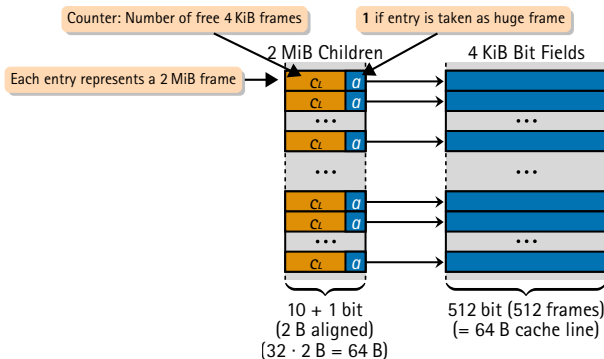 Counter: Number of free 4 KiB frames
1 if entry is taken as huge frame
2 MiB Children
4 KiB Bit Fields
Each entry represents a 2 MiB frame
cL a
cL a
... ...
cL a
... ...
cL a
cL a
... ...
cL a
10 + 1 bit
(2 B aligned)
(32 · 2 B = 64 B)
512 bit (512 frames)
(= 64 B cache line)